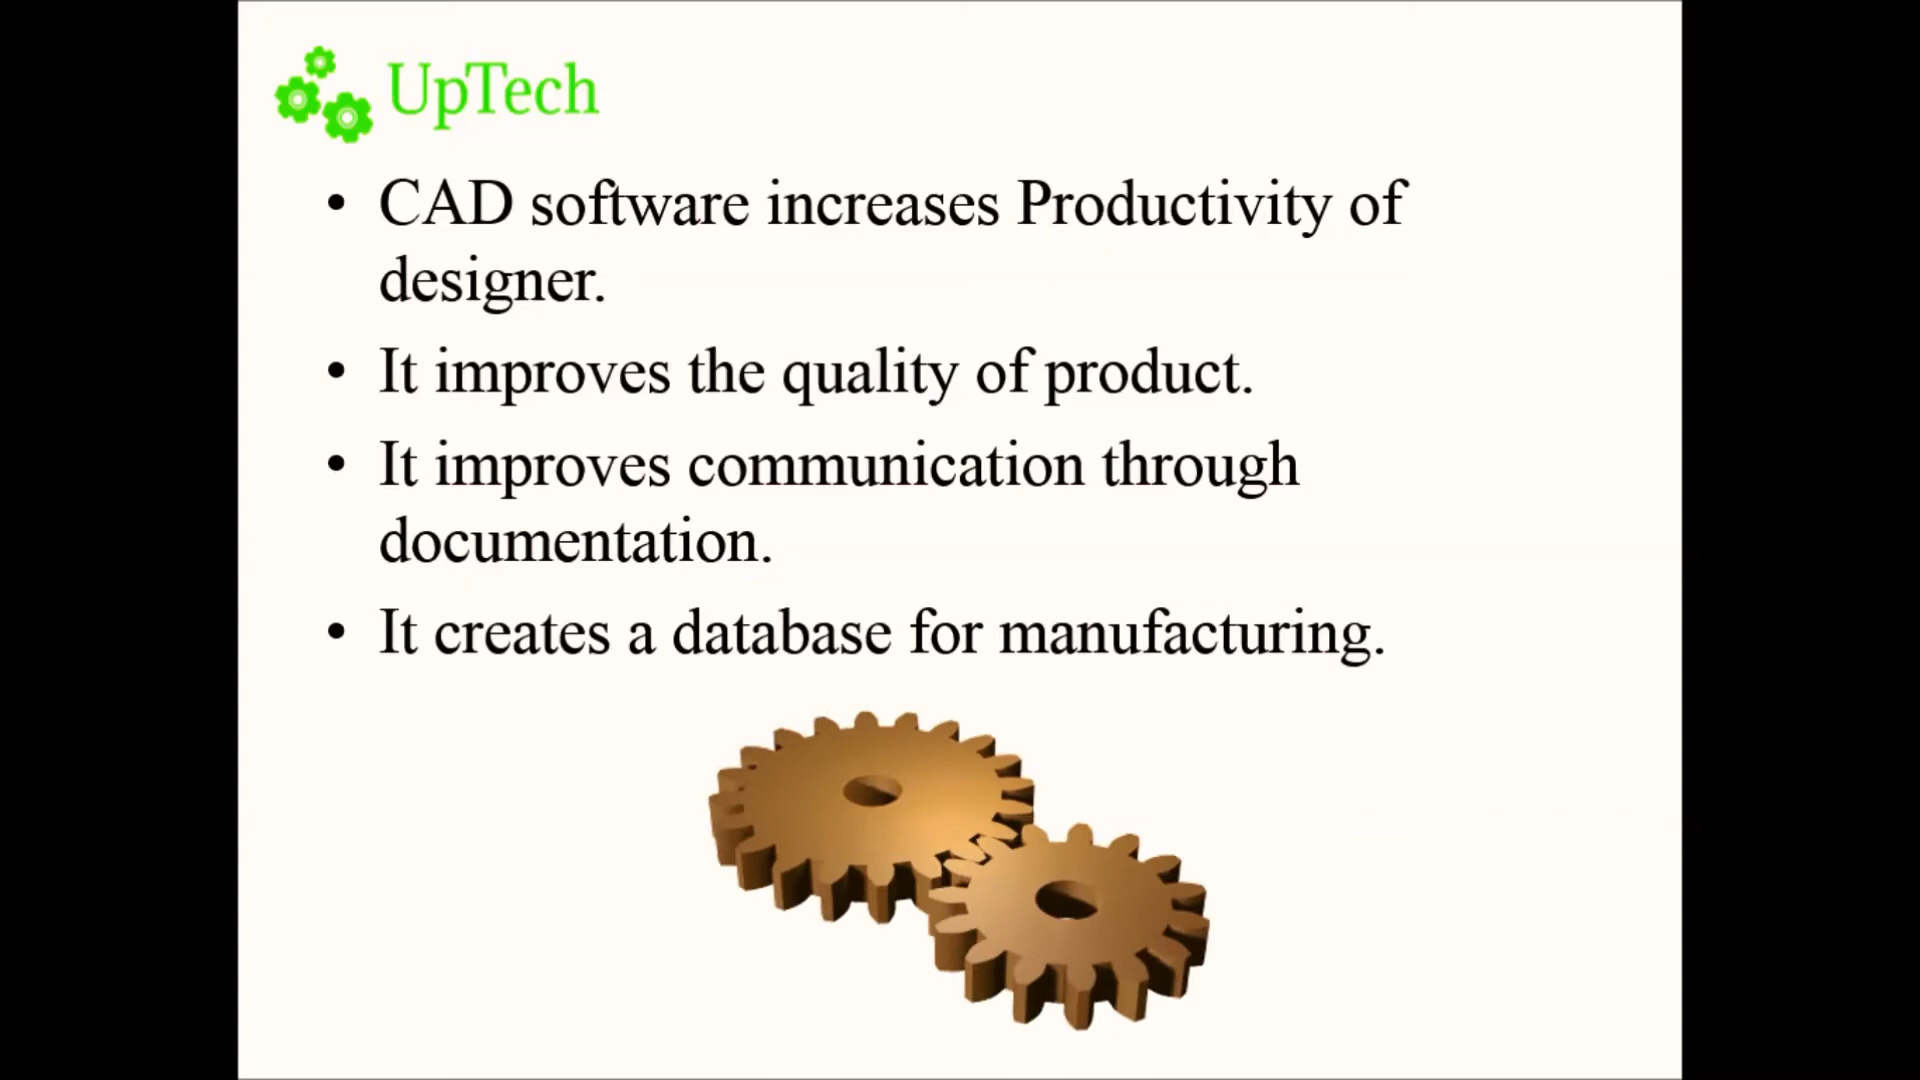 UpTech
• CAD software increases Productivity of
designer.
• It improves the quality of product.
• It improves communication through
documentation.
• It creates a database for manufacturing.